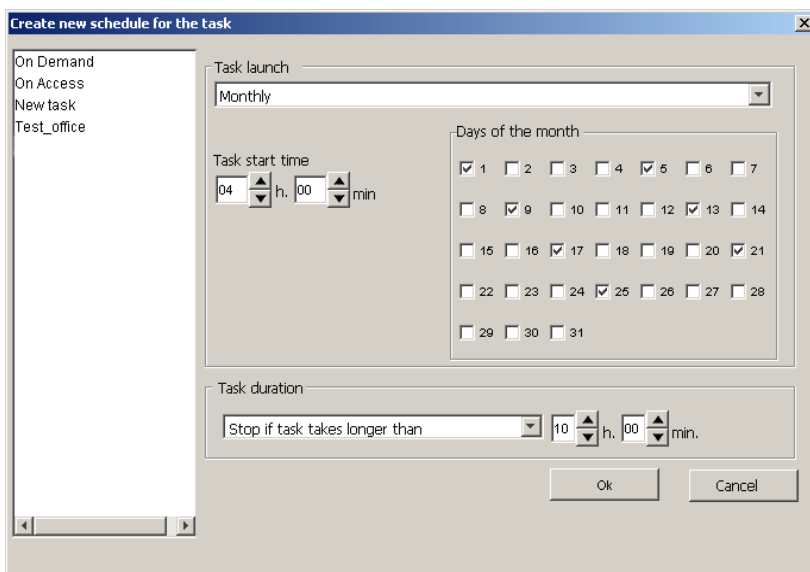 Create new schedule for the task
On Demand
On Access
New task
Test_office
Task launch
Monthly
Task start time
04 h. 00 min
Days of the month
1 2 3 4 5 6 7
8 9 10 11 12 13 14
15 16 17 18 19 20 21
22 23 24 25 26 27 28
29 30 31
Task duration
Stop if task takes longer than 10 h. 00 min.
Ok Cancel